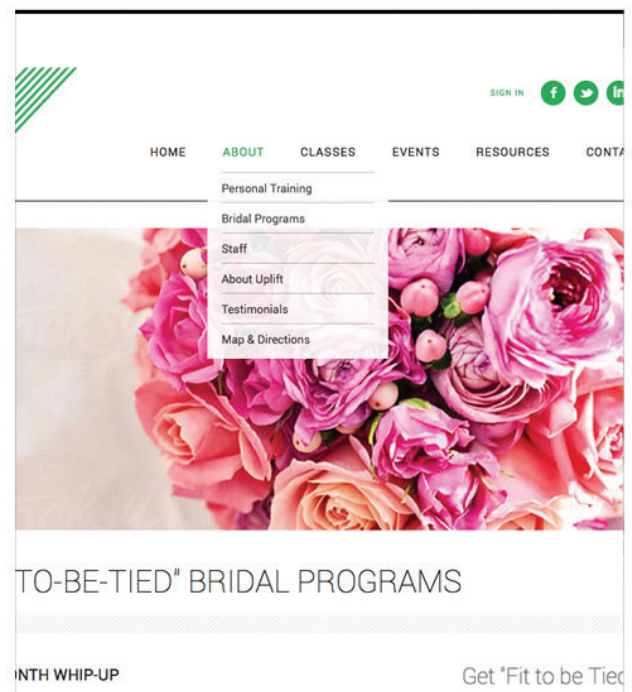 SIGN IN
HOME ABOUT CLASSES EVENTS RESOURCES CONTA
Personal Training
Bridal Programs
Staff
About Uplift
Testimonials
Map & Directions
TO-BE-TIED" BRIDAL PROGRAMS
NTH WHIP-UP
Get "Fit to be Tied